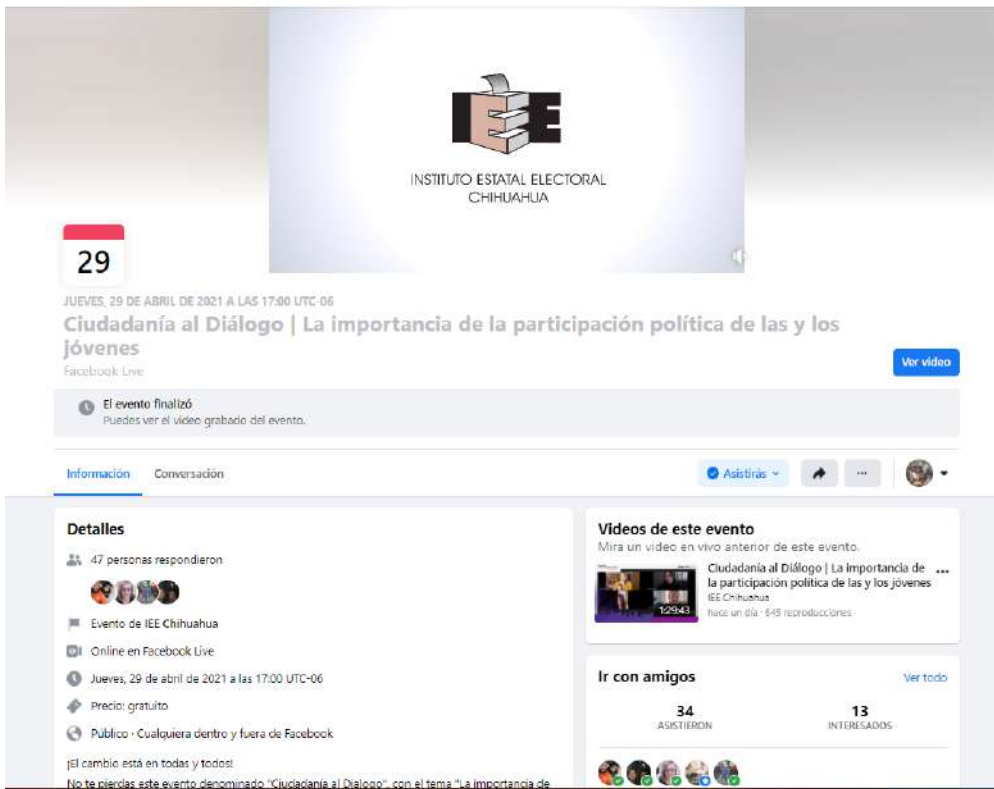 IEE
INSTITUTO ESTATAL ELECTORAL
CHIHUAHUA
29
JUEVES, 29 DE ABRIL DE 2021 A LAS 17:00 UTC-06
Ciudadanía al Diálogo | La importancia de la participación política de las y los
jóvenes
Facebook Live
Ver video
El evento finalizó
Puedes ver el video grabado del evento.
Información
Conversación
Asistirás
Detalles
47 personas respondieron
Evento de IEE Chihuahua
Online en Facebook Live
Jueves, 29 de abril de 2021 a las 17:00 UTC-06
Precio: gratuito
Público · Cualquiera dentro y fuera de Facebook
¡El cambio está en todas y todos!
No te pierdas este evento denominado "Ciudadanía al Dialogo", con el tema "La importancia de
Videos de este evento
Mira un video en vivo anterior de este evento.
1:29:43
Ciudadanía al Diálogo | La importancia de
la participación política de las y los jóvenes
IEE Chihuahua
hace un día · 645 reproducciones
Ir con amigos
Ver todo
34
ASISTIERON
13
INTERESADOS